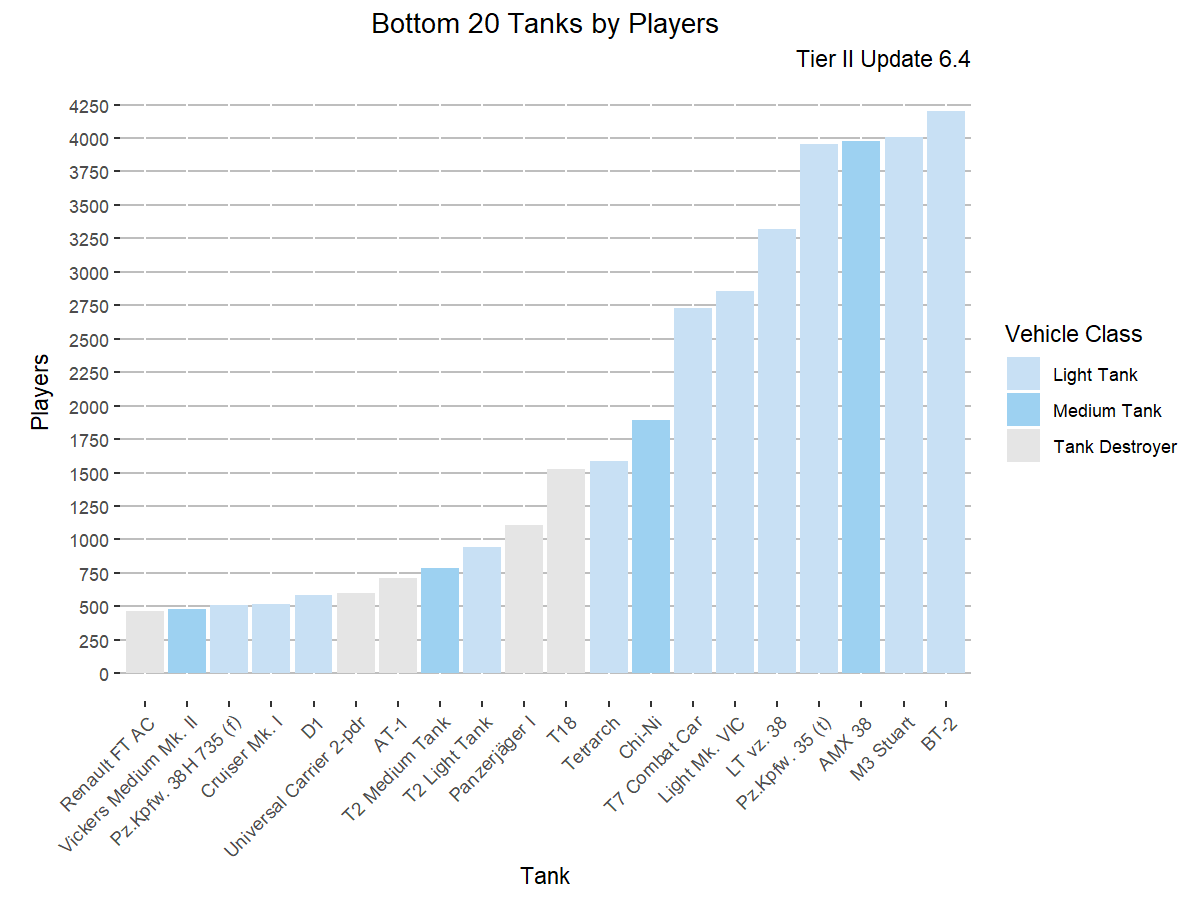 Bottom 20 Tanks by Players
Tier II Update 6.4
4250
4000
3750
3500
3250
3000
2750
2500
2250
2000
1750
1500
1250
1000
750
500
250
0
Players
Renault FT AC
Vickers Medium Mk. II
Pz.Kpfw. 38 H 735 (f)
Cruiser Mk. I
D1
Universal Carrier 2-pdr
AT-1
T2 Medium Tank
T2 Light Tank
Panzerjäger I
T18
Tetrarch
Chi-Ni
T7 Combat Car
Light Mk. VIC
LT vz. 38
Pz.Kpfw. 35 (t)
AMX 38
M3 Stuart
BT-2
Tank
Vehicle Class
Light Tank
Medium Tank
Tank Destroyer